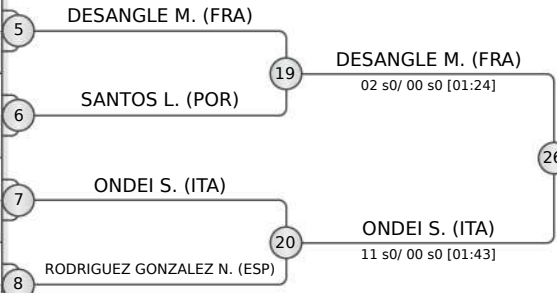 DESANGLE M. (FRA)
5
19
DESANGLE M. (FRA)
02 s0/ 00 s0 [01:24]
SANTOS L. (POR)
6
26
ONDEI S. (ITA)
7
20
ONDEI S. (ITA)
11 s0/ 00 s0 [01:43]
RODRIGUEZ GONZALEZ N. (ESP)
8